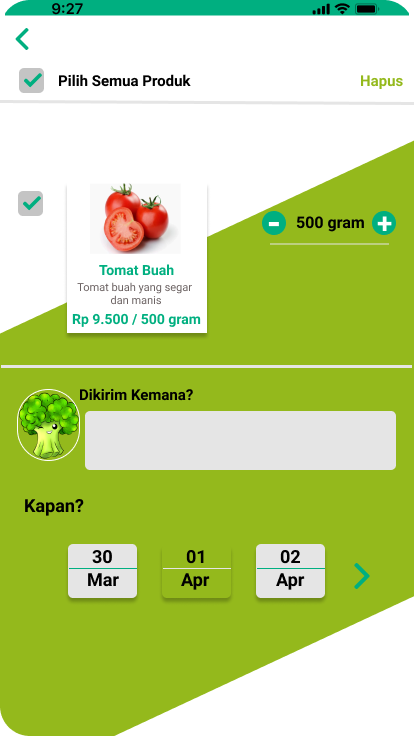 9:27
Pilih Semua Produk
Hapus
500 gram
Tomat Buah
Tomat buah yang segar
dan manis
Rp 9.500 / 500 gram
Dikirim Kemana?
Kapan?
30
Mar
01
Apr
02
Apr